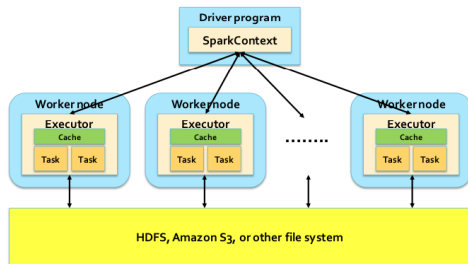 Driver program
SparkContext
Worker node
Executor
Cache
Task Task
Worker node
Executor
Cache
Task Task
........
Worker node
Executor
Cache
Task Task
HDFS, Amazon S3, or other file system